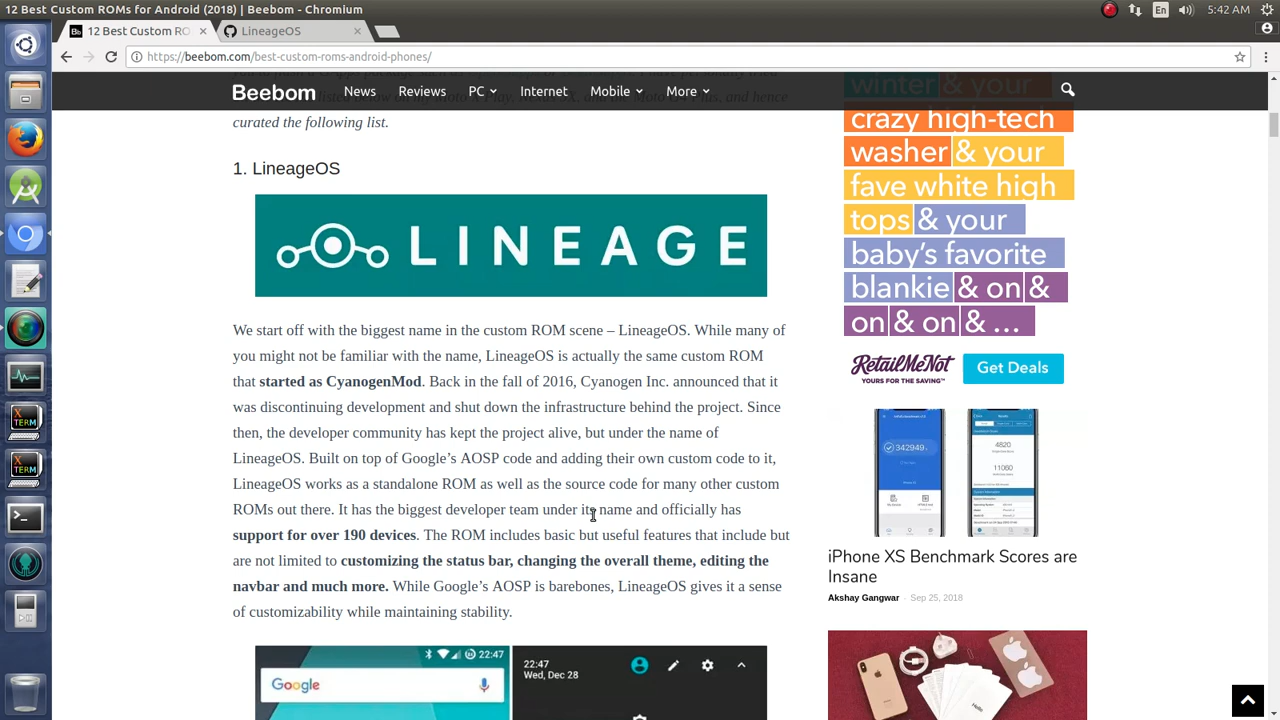 12 Best Custom ROMs for Android (2018) | Beebom - Chromium
En
5:42 AM
12 Best Custom RO
LineageOS
https://beebom.com/best-custom-roms-android-phones/
Beebom
News
Reviews
PC
Internet
Mobile
More
curated the following list.
1. LineageOS
LINEAGE
We start off with the biggest name in the custom ROM scene – LineageOS. While many of
you might not be familiar with the name, LineageOS is actually the same custom ROM
that started as CyanogenMod. Back in the fall of 2016, Cyanogen Inc. announced that it
was discontinuing development and shut down the infrastructure behind the project. Since
then, the developer community has kept the project alive, but under the name of
LineageOS. Built on top of Google's AOSP code and adding their own custom code to it,
LineageOS works as a standalone ROM as well as the source code for many other custom
ROMs out there. It has the biggest developer team under its name and officially has
support for over 190 devices. The ROM includes basic but useful features that include but
are not limited to customizing the status bar, changing the overall theme, editing the
navbar and much more. While Google's AOSP is barebones, LineageOS gives it a sense
of customizability while maintaining stability.
22:47
Google
22:47
Wed, Dec 28
winter & your
crazy high-tech
washer & your
fave white high
tops & your
baby's favorite
blankie & on &
on & on & ...
RetailMeNot
YOURS FOR THE SAVING™
Get Deals
342949
4820
11060
iPhone XS Benchmark Scores are
Insane
Akshay Gangwar - Sep 25, 2018
Hello
X
TERM
X
TERM